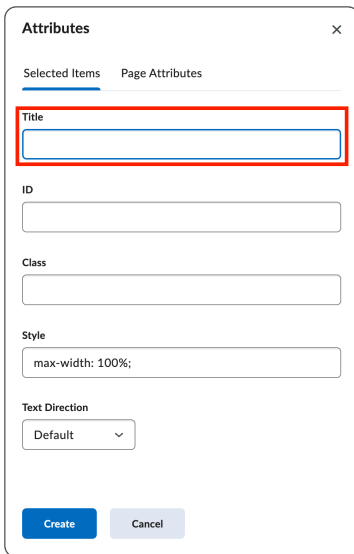 Attributes
Selected Items Page Attributes
Title
ID
Class
Style
max-width: 100%;
Text Direction
Default
Create Cancel